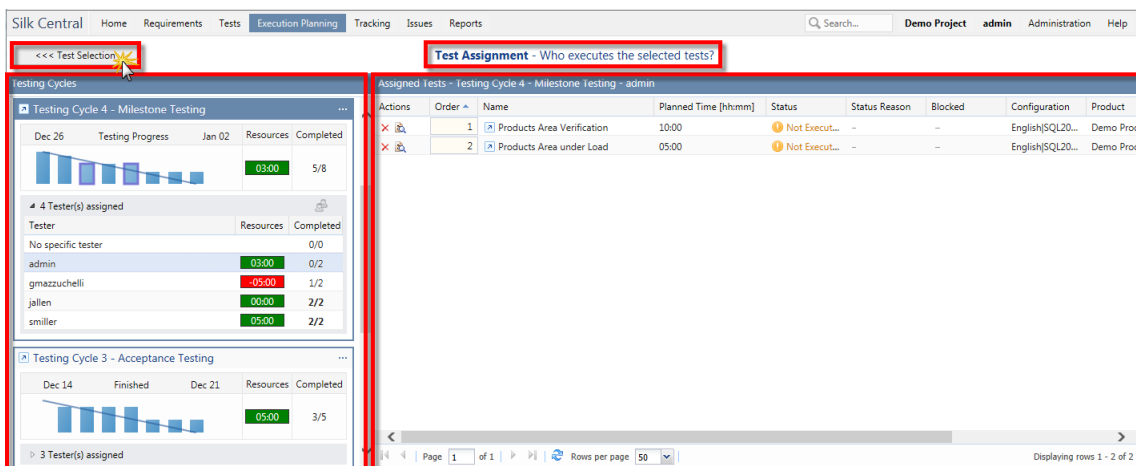 Silk Central Home Requirements Tests Execution Planning Tracking Issues Reports Search... Demo Project admin Administration Help
<<< Test Selection
Test Assignment - Who executes the selected tests?
Testing Cycles
Testing Cycle 4 - Milestone Testing ...
Dec 26 Testing Progress Jan 02 Resources Completed
03:00 5/8
4 Tester(s) assigned
Tester Resources Completed
No specific tester 0/0
admin 03:00 0/2
gmazzuchelli -05:00 1/2
jallen 00:00 2/2
smiller 05:00 2/2
Testing Cycle 3 - Acceptance Testing ...
Dec 14 Finished Dec 21 Resources Completed
05:00 3/5
3 Tester(s) assigned
Assigned Tests - Testing Cycle 4 - Milestone Testing - admin
Actions Order Name Planned Time [hh:mm] Status Status Reason Blocked Configuration Product
1 Products Area Verification 10:00 Not Execut... – – English|SQL20... Demo Proc
2 Products Area under Load 05:00 Not Execut... – – English|SQL20... Demo Proc
Page 1 of 1 Rows per page 50 Displaying rows 1 - 2 of 2